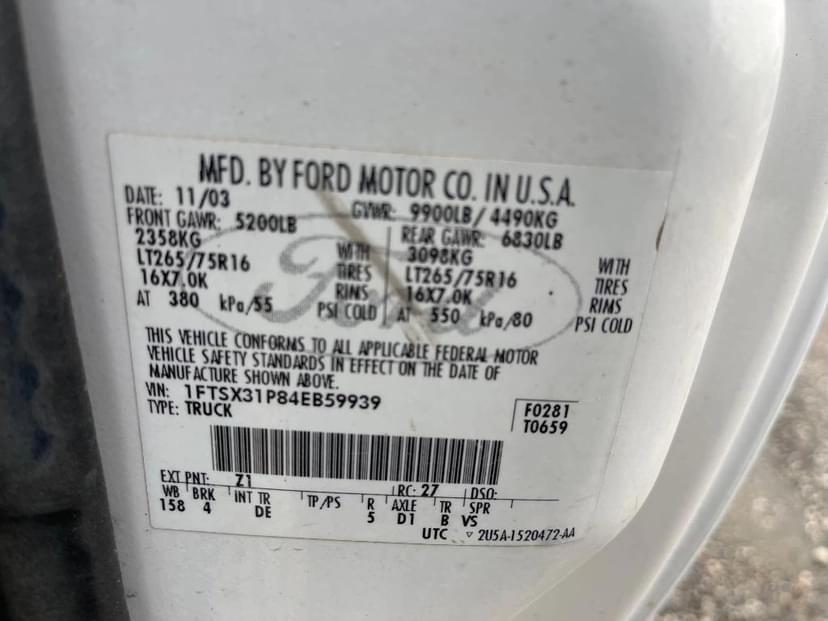 MFD. BY FORD MOTOR CO. IN U.S.A.
DATE: 11/03 GVWR: 9900LB/ 4490KG
FRONT GAWR: 5200LB REAR GAWR: 6830LB
2358KG WITH 3098KG WITH
LT265/75R16 TIRES LT265/75R16 TIRES
16X7.0K RIMS 16X7.0K RIMS
AT 380 kPa/55 PSI COLD AT 550 kPa/80 PSI COLD
Ford
THIS VEHICLE CONFORMS TO ALL APPLICABLE FEDERAL MOTOR
VEHICLE SAFETY STANDARDS IN EFFECT ON THE DATE OF
MANUFACTURE SHOWN ABOVE.
VIN: 1FTSX31P84EB59939
TYPE: TRUCK
F0281
T0659
EXT PNT: Z1 RC: 27 DSO:
WB BRK INT TR TP/PS R AXLE TR SPR
158 4 DE 5 D1 B VS
UTC ▽ 2U5A-1520472-AA